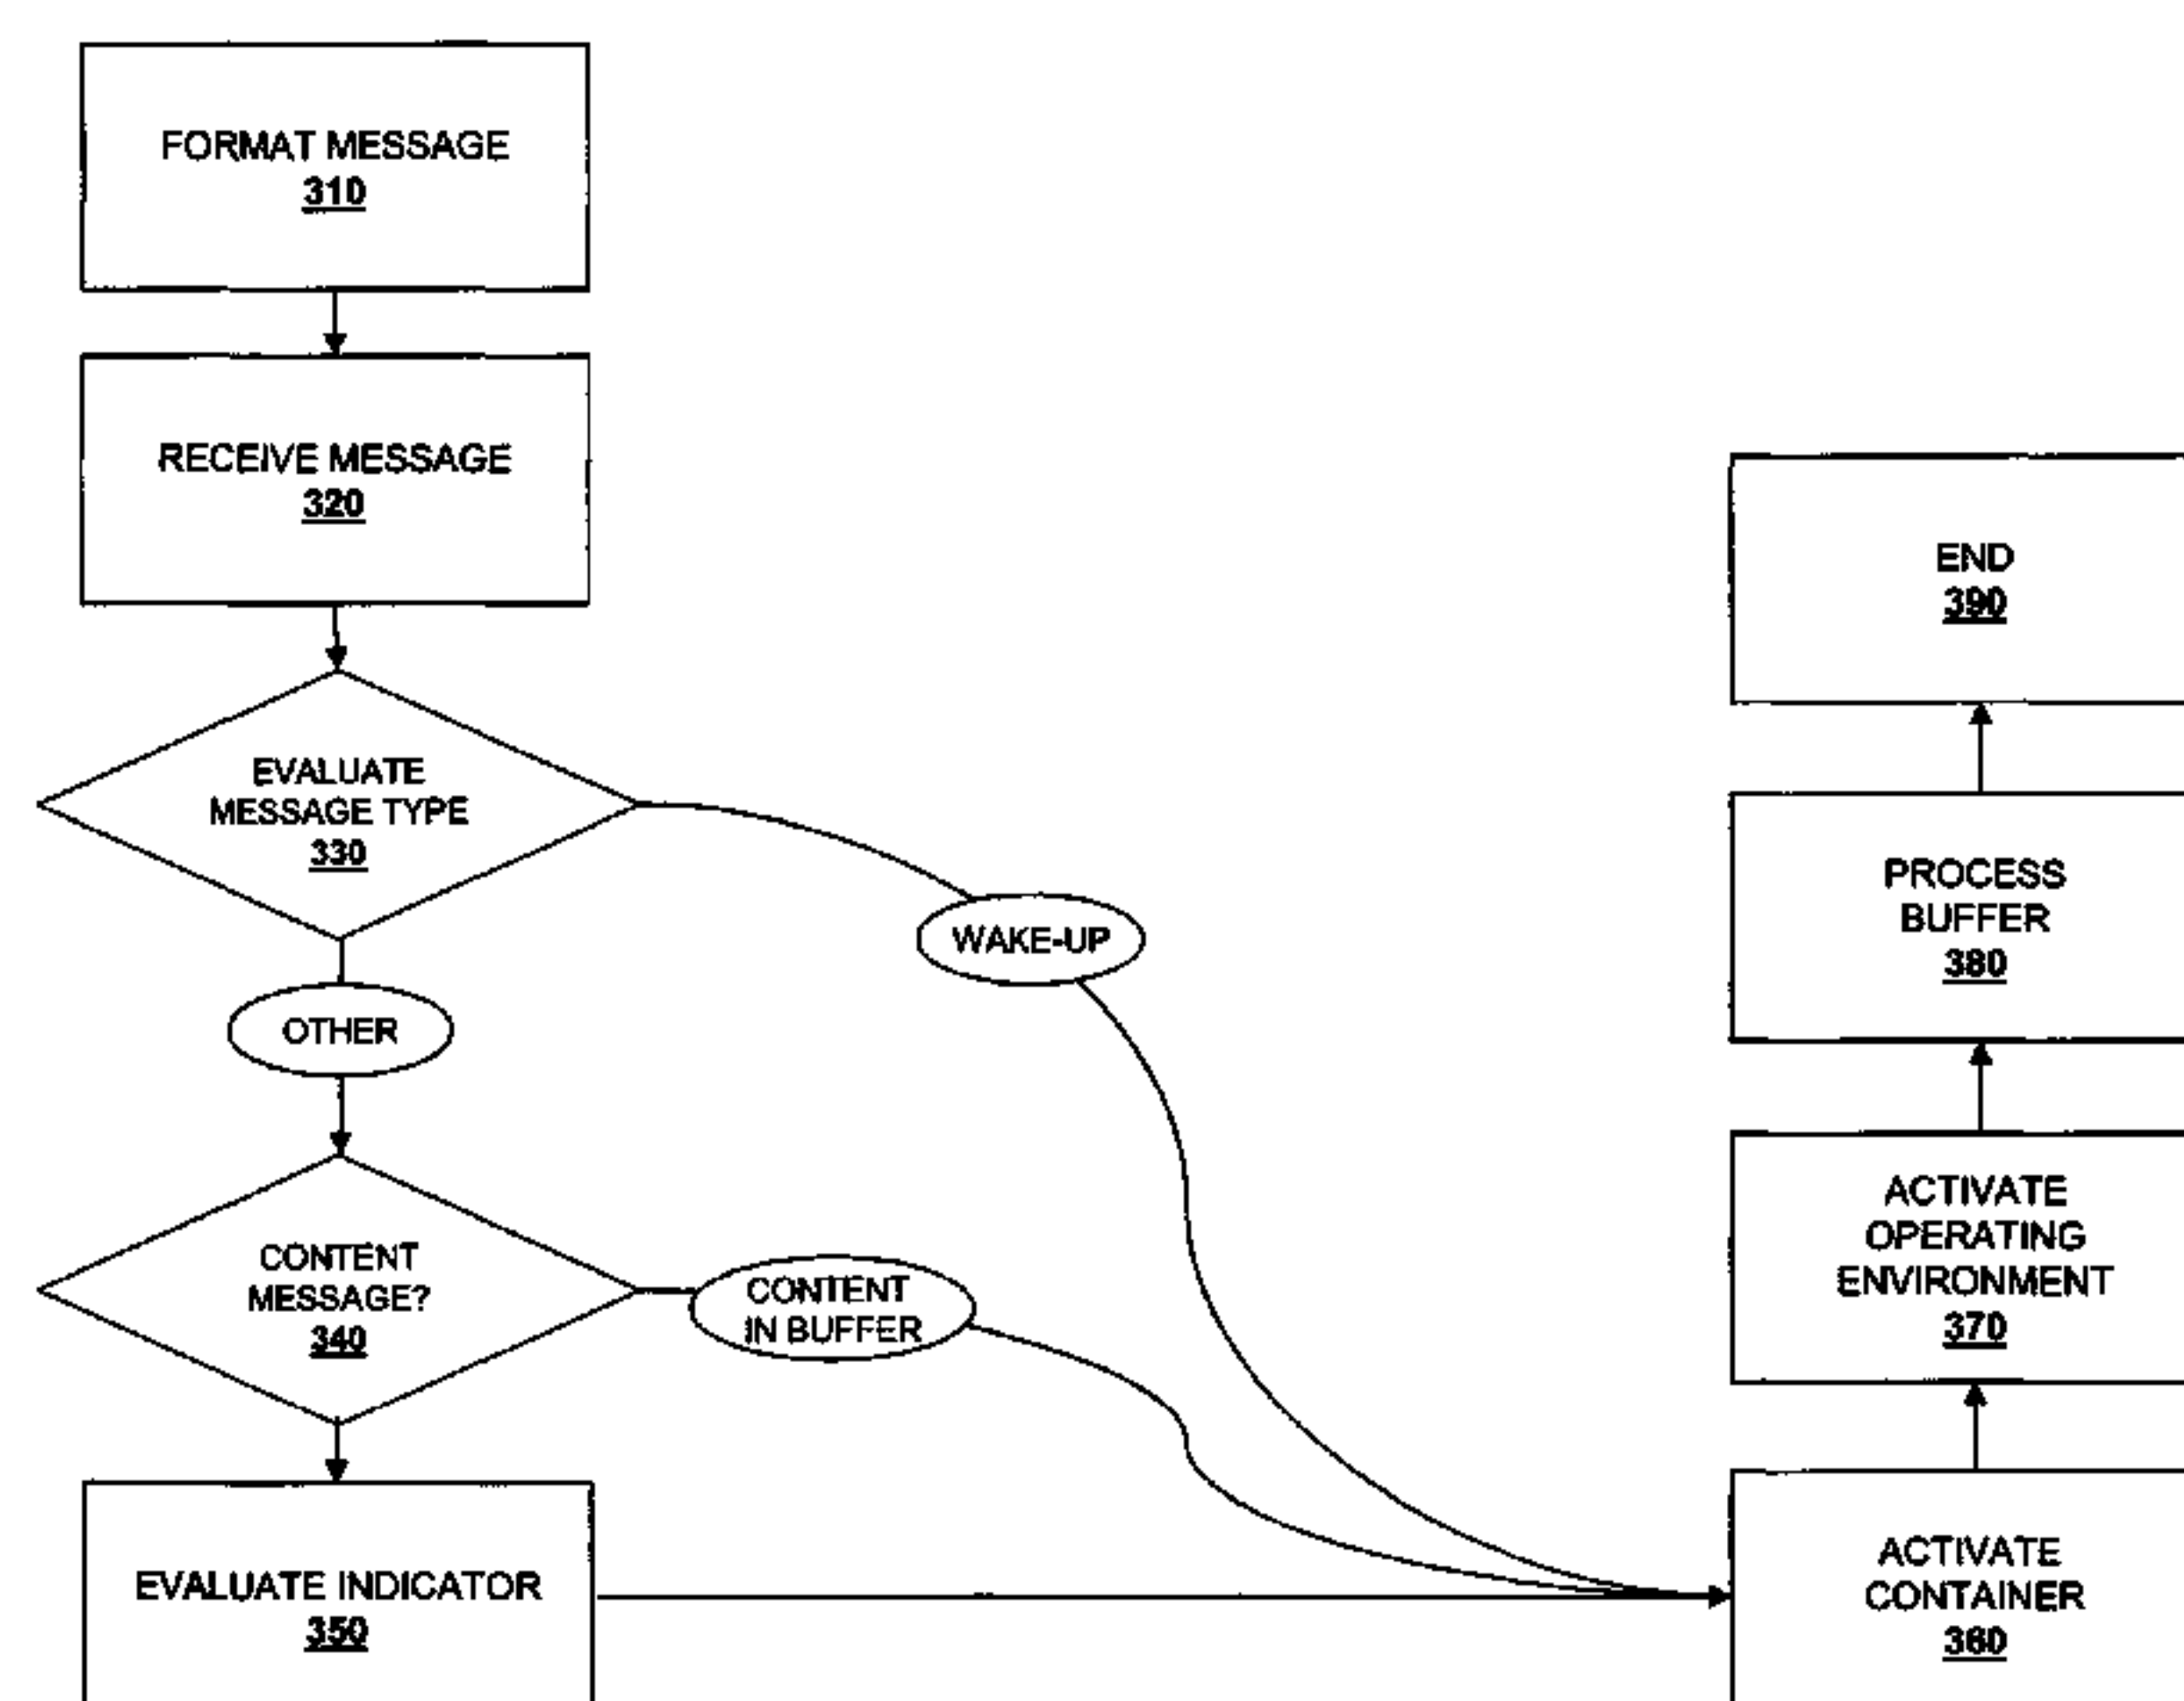 FORMAT MESSAGE
310
RECEIVE MESSAGE
320
EVALUATE
MESSAGE TYPE
330
WAKE-UP
OTHER
CONTENT
MESSAGE?
340
CONTENT
IN BUFFER
EVALUATE INDICATOR
350
ACTIVATE
CONTAINER
360
ACTIVATE
OPERATING
ENVIRONMENT
370
PROCESS
BUFFER
380
END
390